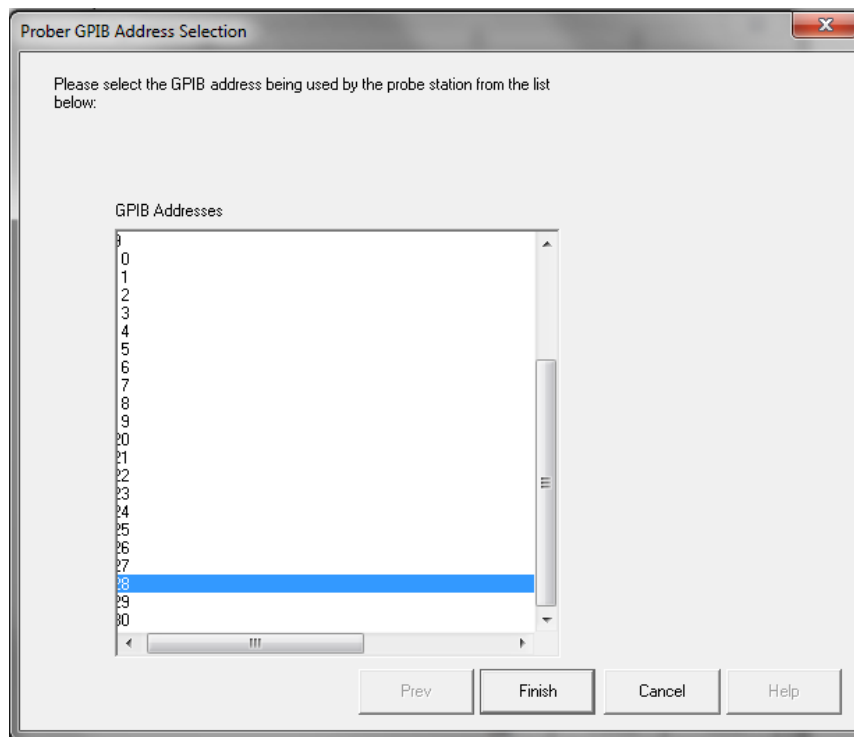 Prober GPIB Address Selection
Please select the GPIB address being used by the probe station from the list
below:
GPIB Addresses
9
0
1
2
3
4
5
6
7
8
9
20
21
22
23
24
25
26
27
28
29
30
Prev
Finish
Cancel
Help